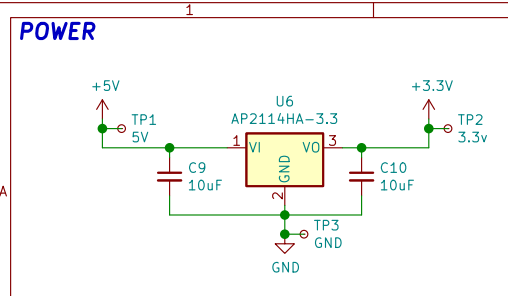 1
POWER
+5V
TP1
5V
U6
AP2114HA-3.3
+3.3V
TP2
3.3v
1
VI
VO
3
GND
2
C9
10uF
C10
10uF
A
TP3
GND
GND